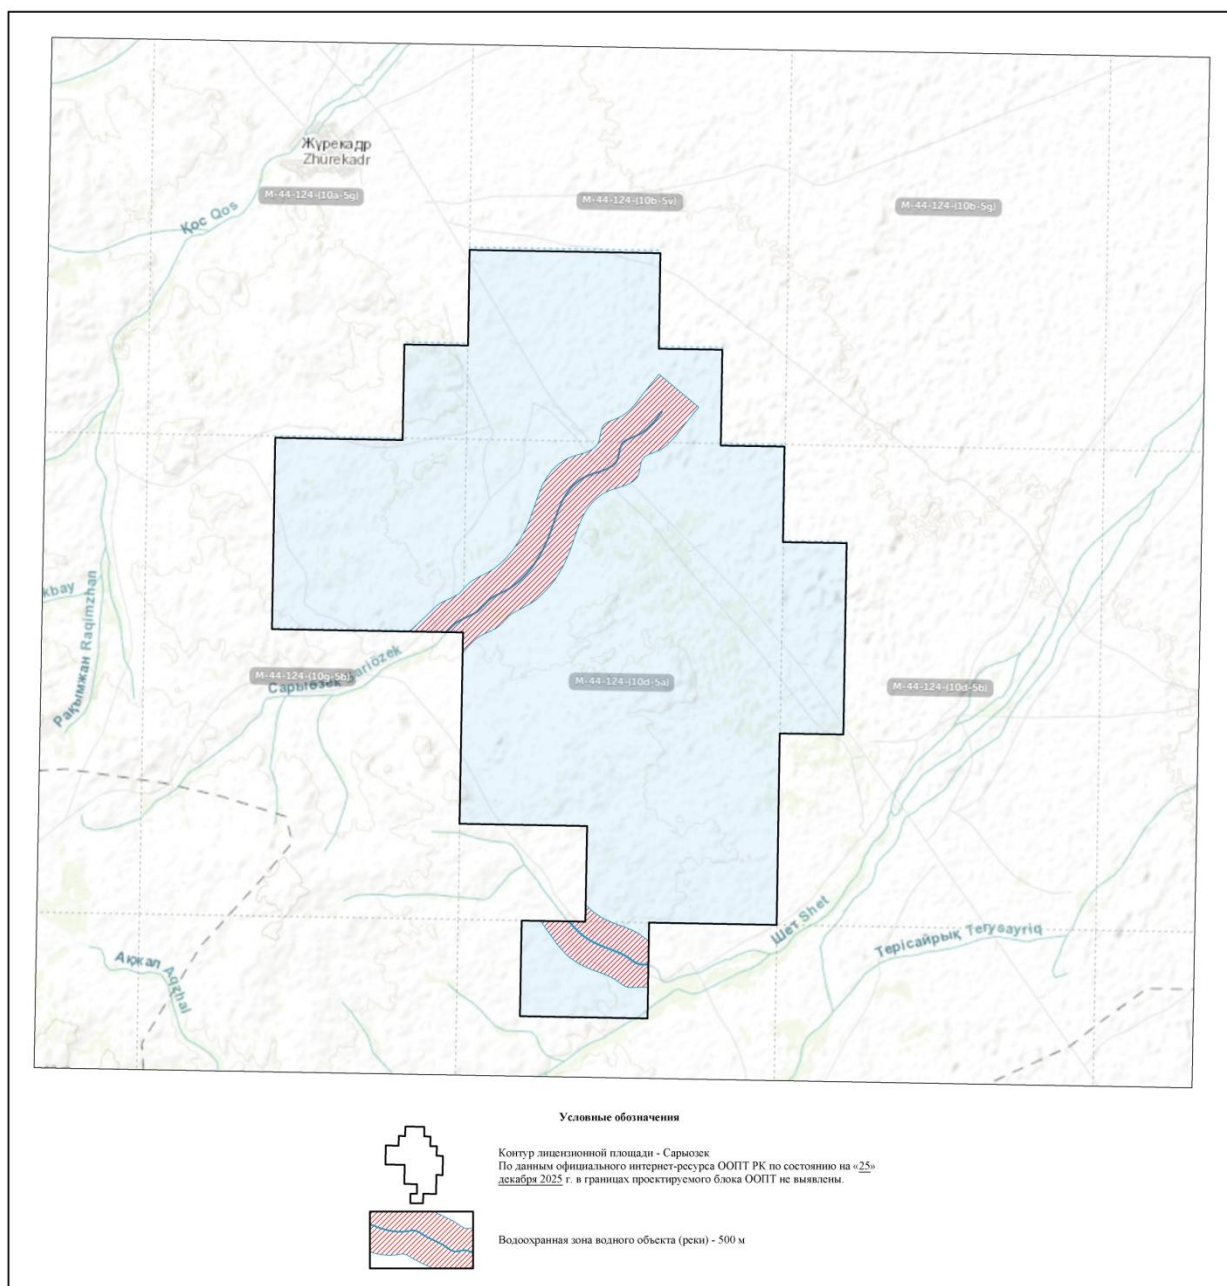 Жүрекадр
Zhürekadr
М-44-124-(10а-5g)
М-44-124-(10b-5v)
М-44-124-(10b-5g)
Қос Qos
kbay
Рақымжан Raqimzhan
М-44-124-(10g-5b)
Сарыөзек Sariözek
М-44-124-(10d-5a)
М-44-124-(10d-5b)
Шет Shet
Терісайрық Terysayriq
Ақжал Aqzhal
Условные обозначения
Контур лицензионной площади - Сарыозек
По данным официального интернет-ресурса ООПТ РК по состоянию на «25»
декабря 2025 г. в границах проектируемого блока ООПТ не выявлены.
Водоохранная зона водного объекта (реки) - 500 м